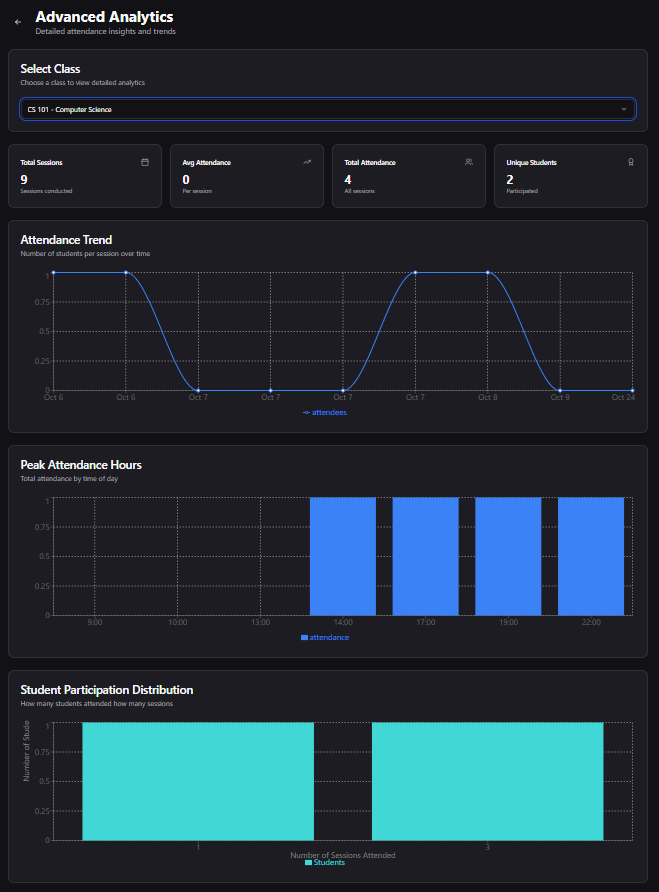 Advanced Analytics
Detailed attendance insights and trends
Select Class
Choose a class to view detailed analytics
CS 101 - Computer Science
Total Sessions
9
Sessions conducted
Avg Attendance
0
Per session
Total Attendance
4
All sessions
Unique Students
2
Participated
Attendance Trend
Number of students per session over time
1
0.75
0.5
0.25
0
Oct 6 Oct 6 Oct 7 Oct 7 Oct 7 Oct 7 Oct 8 Oct 9 Oct 24
attendees
Peak Attendance Hours
Total attendance by time of day
1
0.75
0.5
0.25
0
9:00 10:00 13:00 14:00 17:00 19:00 22:00
attendance
Student Participation Distribution
How many students attended how many sessions
Number of Stude
1
0.75
0.5
0.25
0
1 3
Number of Sessions Attended
Students